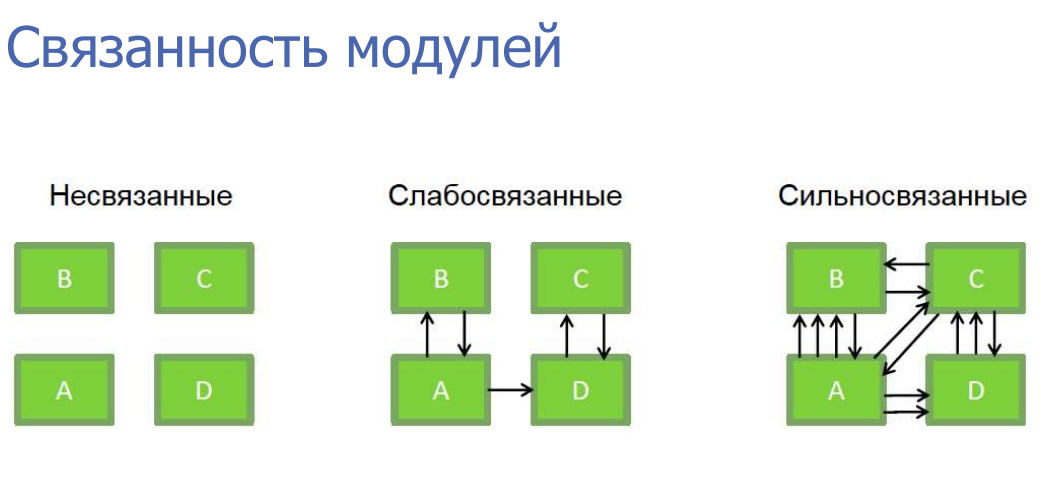 Связанность модулей
Несвязанные Слабосвязанные Сильносвязанные
B C B C B C
A D A D A D